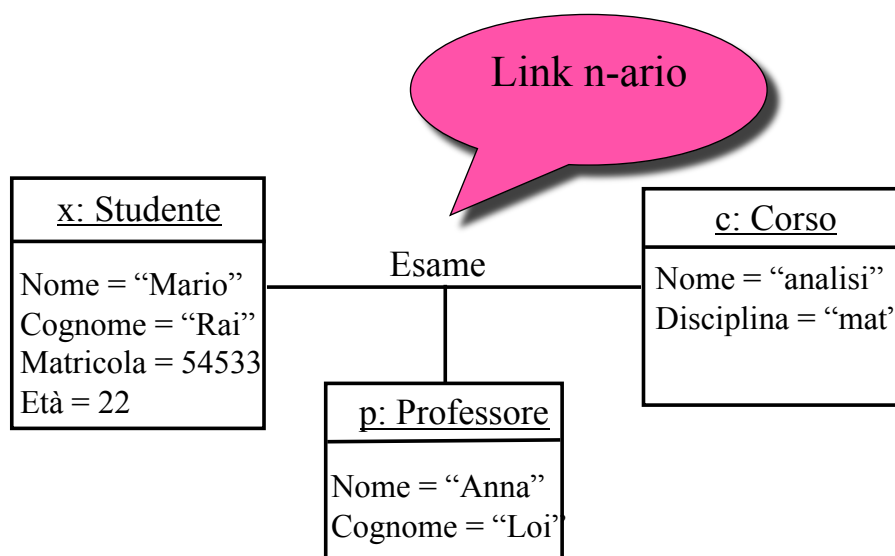 Link n-ario
x: Studente
Nome = “Mario”
Cognome = “Rai”
Matricola = 54533
Età = 22
Esame
c: Corso
Nome = “analisi”
Disciplina = “mat”
p: Professore
Nome = “Anna”
Cognome = “Loi”